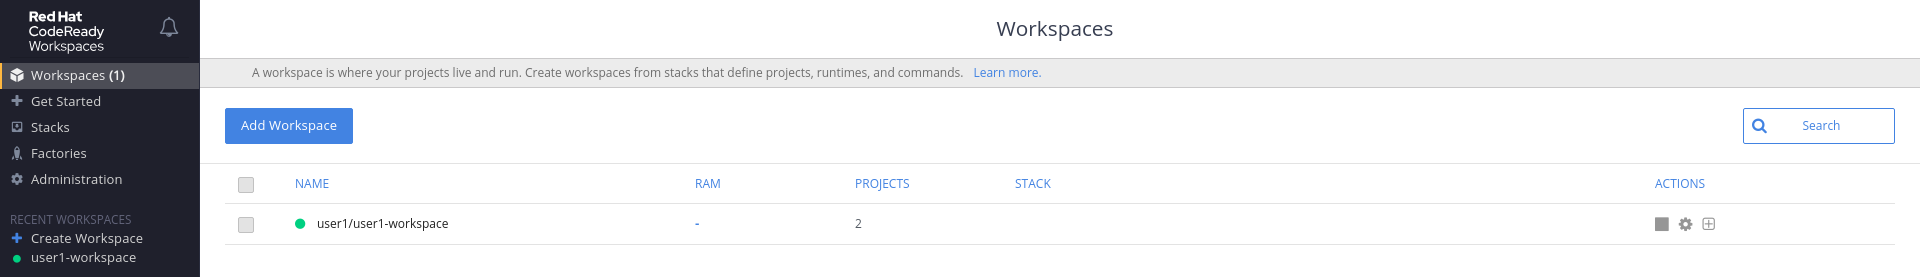 Red Hat
CodeReady
Workspaces
Workspaces (1)
Get Started
Stacks
Factories
Administration
RECENT WORKSPACES
Create Workspace
user1-workspace
Workspaces
A workspace is where your projects live and run. Create workspaces from stacks that define projects, runtimes, and commands. Learn more.
Add Workspace
Search
NAME RAM PROJECTS STACK ACTIONS
user1/user1-workspace - 2